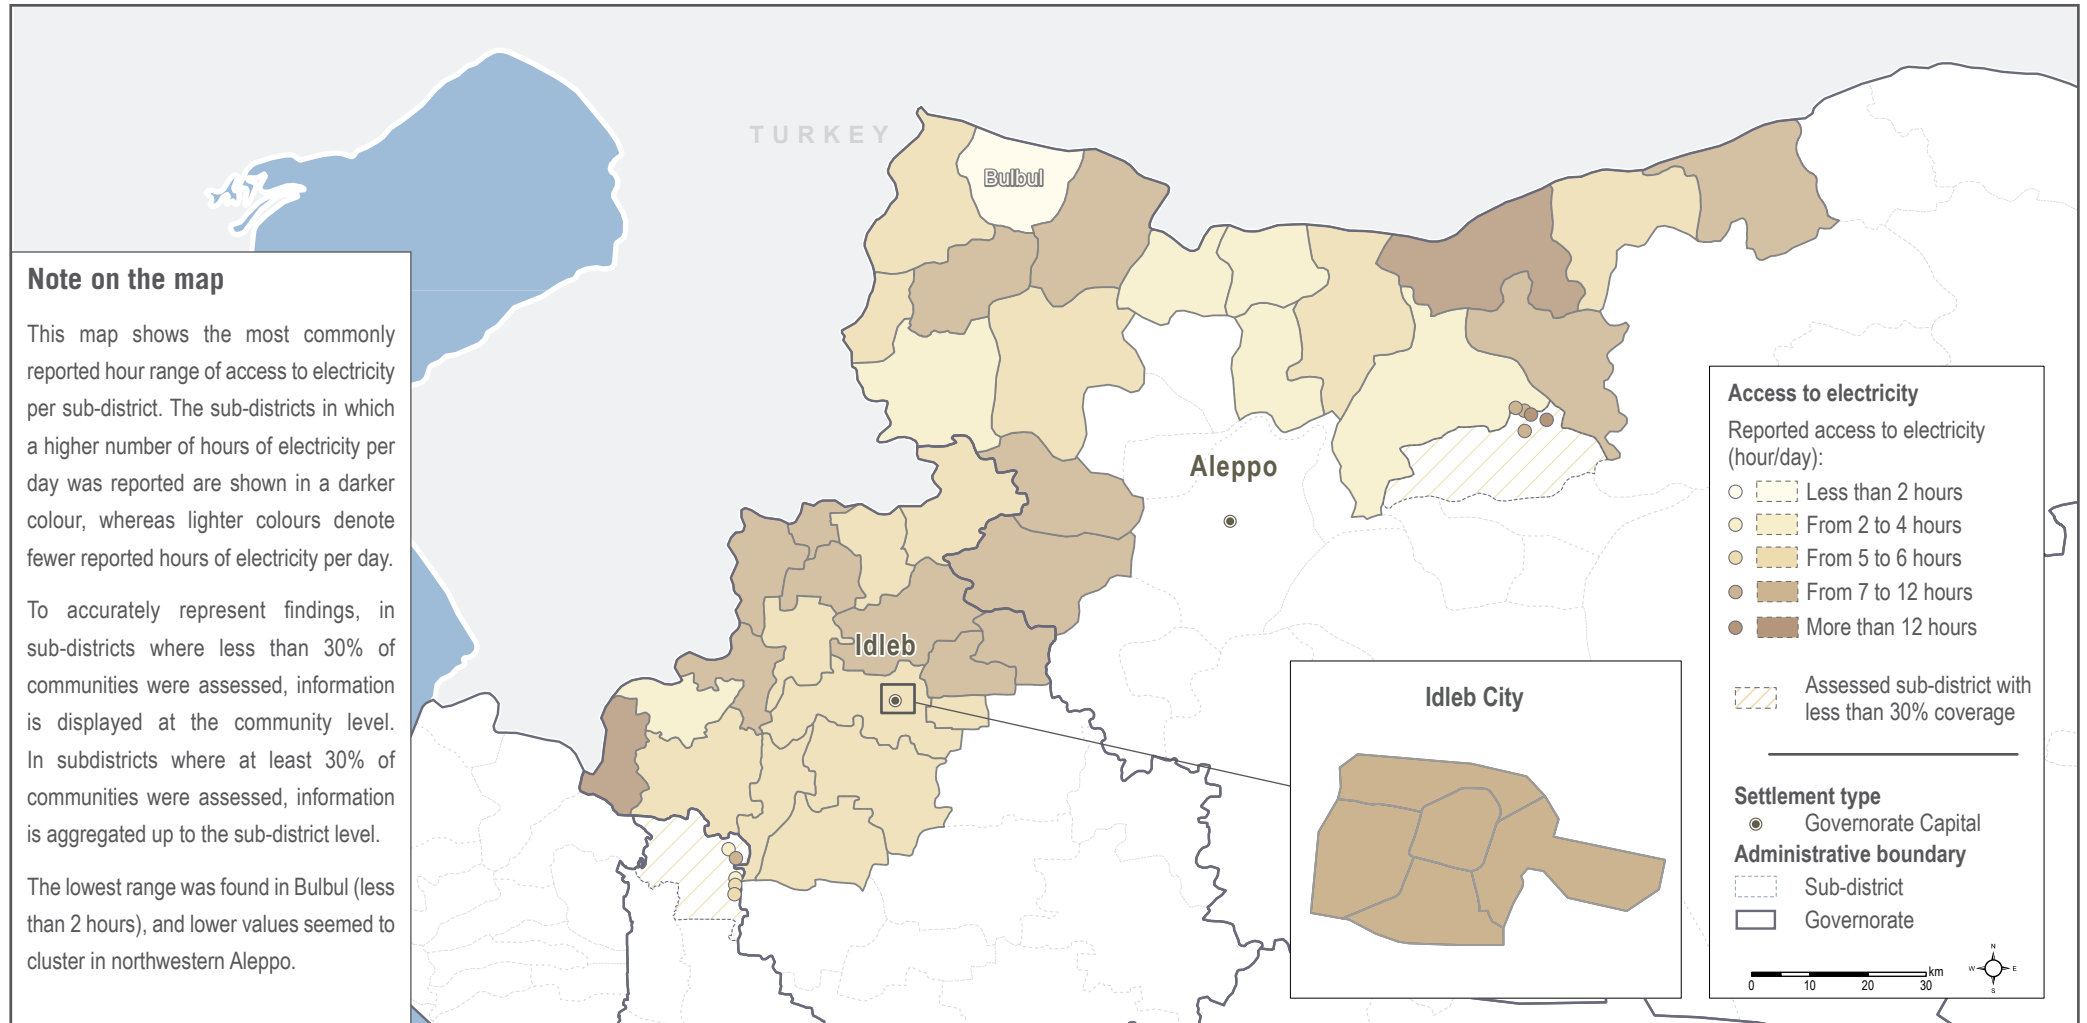 TURKEY
Bulbul
Aleppo
Idleb
Note on the map
This map shows the most commonly
reported hour range of access to electricity
per sub-district. The sub-districts in which
a higher number of hours of electricity per
day was reported are shown in a darker
colour, whereas lighter colours denote
fewer reported hours of electricity per day.
To accurately represent findings, in
sub-districts where less than 30% of
communities were assessed, information
is displayed at the community level.
In subdistricts where at least 30% of
communities were assessed, information
is aggregated up to the sub-district level.
The lowest range was found in Bulbul (less
than 2 hours), and lower values seemed to
cluster in northwestern Aleppo.
Idleb City
Access to electricity
Reported access to electricity
(hour/day):
Less than 2 hours
From 2 to 4 hours
From 5 to 6 hours
From 7 to 12 hours
More than 12 hours
Assessed sub-district with
less than 30% coverage
Settlement type
Governorate Capital
Administrative boundary
Sub-district
Governorate
N
W E
S
km
0 10 20 30